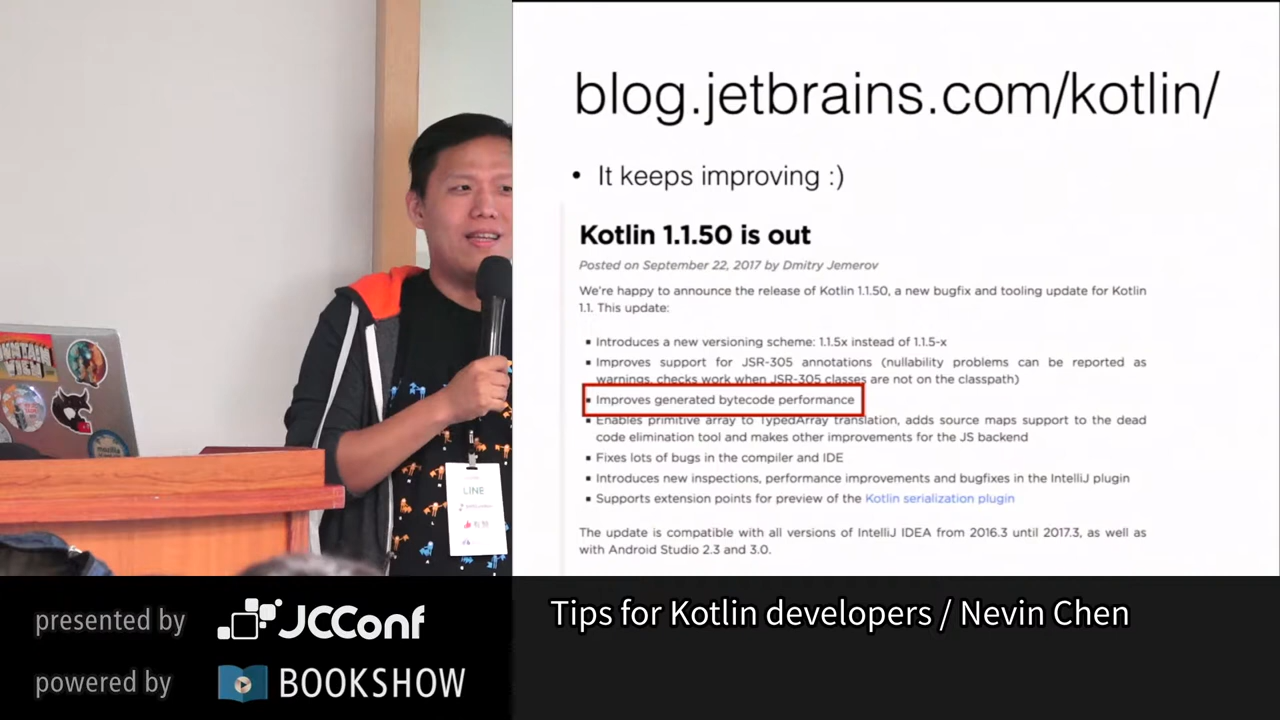 blog.jetbrains.com/kotlin/
• It keeps improving :)
Kotlin 1.1.50 is out
Posted on September 22, 2017 by Dmitry Jemerov
We're happy to announce the release of Kotlin 1.1.50, a new bugfix and tooling update for Kotlin
1.1. This update:
▪ Introduces a new versioning scheme: 1.1.5x instead of 1.1.5-x
▪ Improves support for JSR-305 annotations (nullability problems can be reported as
warnings, checks work when JSR-305 classes are not on the classpath)
▪ Improves generated bytecode performance
▪ Enables primitive array to TypedArray translation, adds source maps support to the dead
code elimination tool and makes other improvements for the JS backend
▪ Fixes lots of bugs in the compiler and IDE
▪ Introduces new inspections, performance improvements and bugfixes in the IntelliJ plugin
▪ Supports extension points for preview of the Kotlin serialization plugin
The update is compatible with all versions of IntelliJ IDEA from 2016.3 until 2017.3, as well as
with Android Studio 2.3 and 3.0.
MOUNTAIN
VIEW
mozilla
LINE
presented by JCConf
powered by BOOKSHOW
Tips for Kotlin developers / Nevin Chen